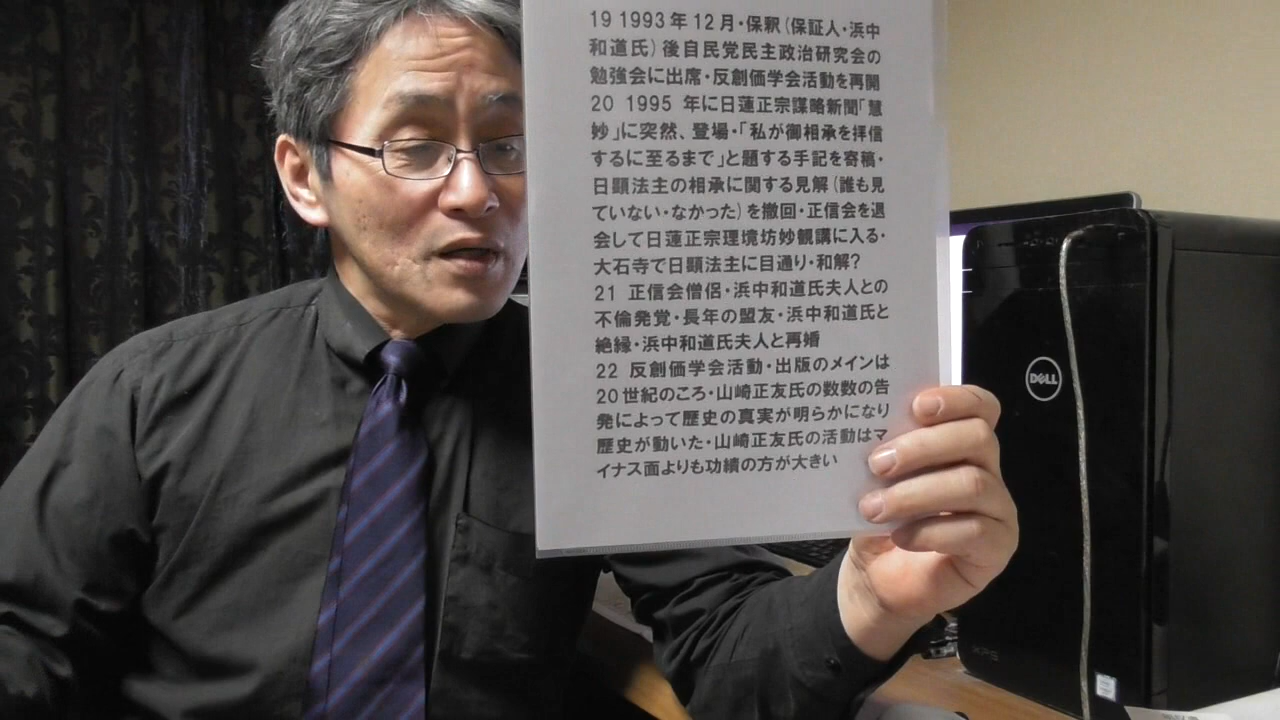 19 1993年12月・保釈(保証人・浜中
和道氏)後自民党民主政治研究会の
勉強会に出席・反創価学会活動を再開
20 1995 年に日蓮正宗謀略新聞「慧
妙」に突然、登場・「私が御相承を拝信
するに至るまで」と題する手記を寄稿・
日顕法主の相承に関する見解(誰も見
ていない・なかった)を撤回・正信会を退
会して日蓮正宗理境坊妙観講に入る・
大石寺で日顕法主に目通り・和解?
21 正信会僧侶・浜中和道氏夫人との
不倫発覚・長年の盟友・浜中和道氏と
絶縁・浜中和道氏夫人と再婚
22 反創価学会活動・出版のメインは
20世紀のころ・山崎正友氏の数数の告
発によって歴史の真実が明らかになり
歴史が動いた・山崎正友氏の活動はマ
イナス面よりも功績の方が大きい
DELL
XPS